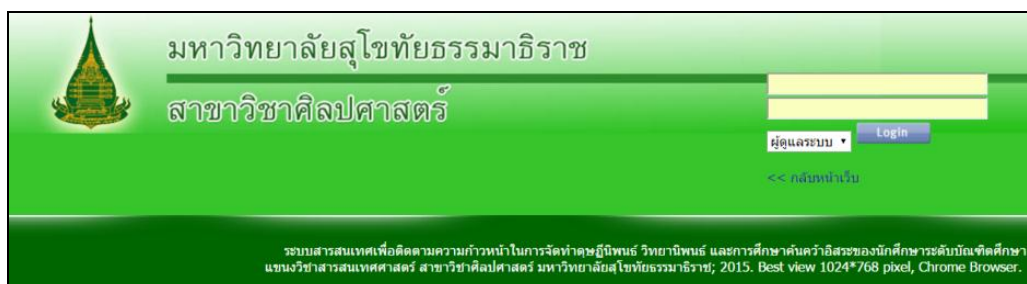 มหาวิทยาลัยสุโขทัยธรรมาธิราช
สาขาวิชาศิลปศาสตร์
ผู้ดูแลระบบ
Login
<< กลับหน้าเว็บ
ระบบสารสนเทศเพื่อติดตามความก้าวหน้าในการจัดทำดุษฎีนิพนธ์ วิทยานิพนธ์ และการศึกษาค้นคว้าอิสระของนักศึกษาระดับบัณฑิตศึกษา
แขนงวิชาสารสนเทศศาสตร์ สาขาวิชาศิลปศาสตร์ มหาวิทยาลัยสุโขทัยธรรมาธิราช; 2015. Best view 1024*768 pixel, Chrome Browser.